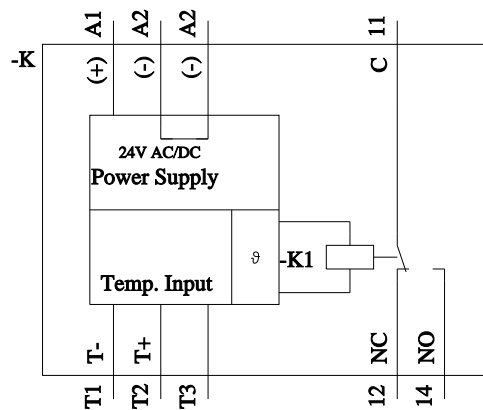 A1
A2
A2
11
-K
(+)
(-)
(-)
C
24V AC/DC
Power Supply
ϑ
-K1
Temp. Input
T-
T+
NC
NO
T1
T2
T3
12
14